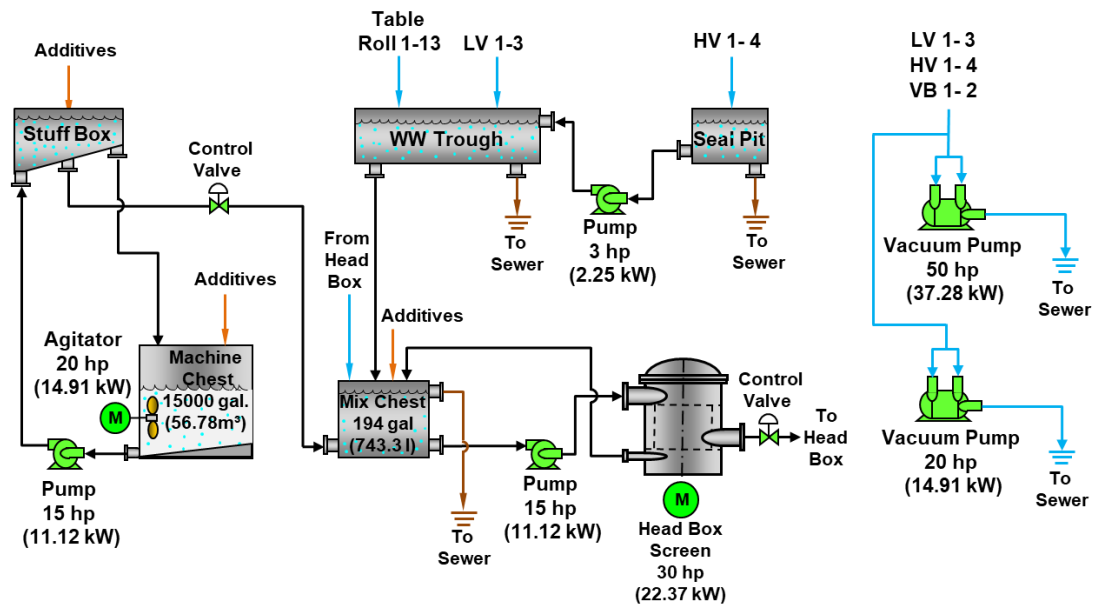 Additives
Stuff Box
Control
Valve
Table
Roll 1-13
LV 1-3
WW Trough
To
Sewer
HV 1- 4
Seal Pit
Pump
3 hp
(2.25 kW)
To
Sewer
LV 1- 3
HV 1- 4
VB 1- 2
Vacuum Pump
50 hp
(37.28 kW)
To
Sewer
From
Head
Box
Additives
Agitator
20 hp
(14.91 kW)
M
Machine
Chest
15000 gal.
(56.78m³)
Pump
15 hp
(11.12 kW)
Additives
Mix Chest
194 gal
(743.3 l)
To
Sewer
Pump
15 hp
(11.12 kW)
M
Head Box
Screen
30 hp
(22.37 kW)
Control
Valve
To
Head
Box
Vacuum Pump
20 hp
(14.91 kW)
To
Sewer